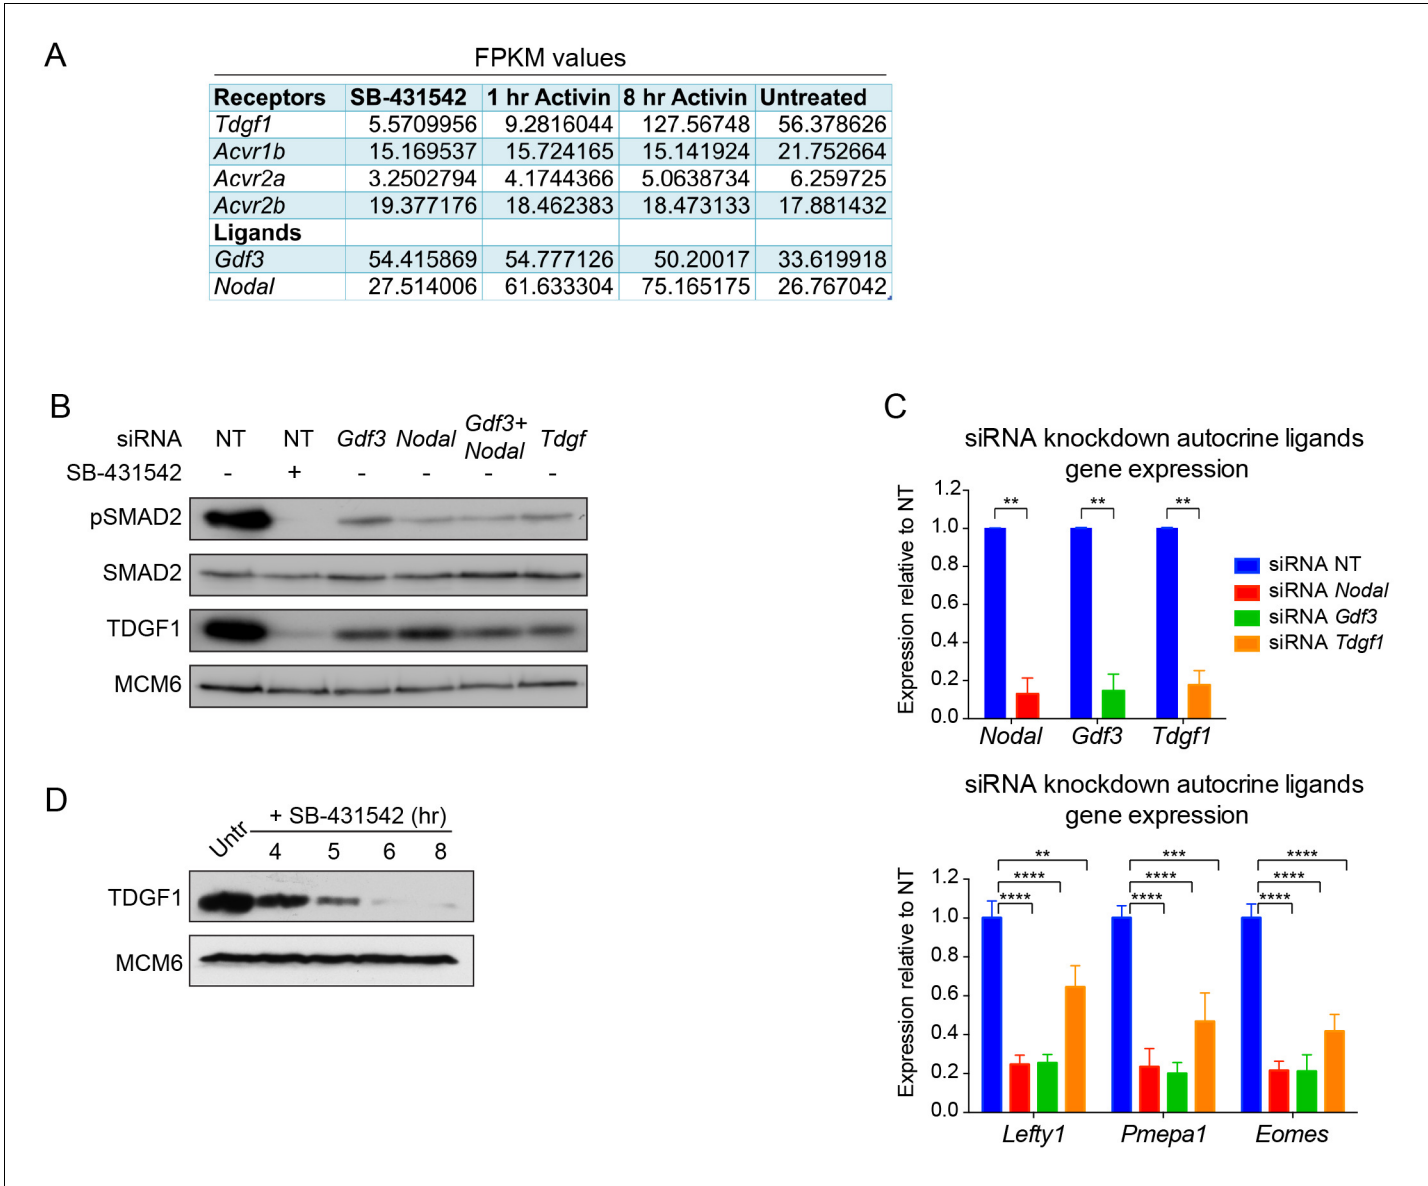 A
FPKM values
Receptors SB-431542 1 hr Activin 8 hr Activin Untreated
Tdgf1 5.5709956 9.2816044 127.56748 56.378626
Acvr1b 15.169537 15.724165 15.141924 21.752664
Acvr2a 3.2502794 4.1744366 5.0638734 6.259725
Acvr2b 19.377176 18.462383 18.473133 17.881432
Ligands
Gdf3 54.415869 54.777126 50.20017 33.619918
Nodal 27.514006 61.633304 75.165175 26.767042
B
siRNA NT NT Gdf3 Nodal Gdf3+ Nodal Tdgf
SB-431542 - + - - - -
pSMAD2
SMAD2
TDGF1
MCM6
C
siRNA knockdown autocrine ligands
gene expression
Expression relative to NT
1.2
1.0
0.8
0.6
0.4
0.2
0.0
** ** **
Nodal Gdf3 Tdgf1
siRNA NT
siRNA Nodal
siRNA Gdf3
siRNA Tdgf1
siRNA knockdown autocrine ligands
gene expression
Expression relative to NT
1.2
1.0
0.8
0.6
0.4
0.2
0.0
** *** ****
**** **** ****
**** **** ****
Lefty1 Pmepa1 Eomes
D
Untr + SB-431542 (hr)
4 5 6 8
TDGF1
MCM6